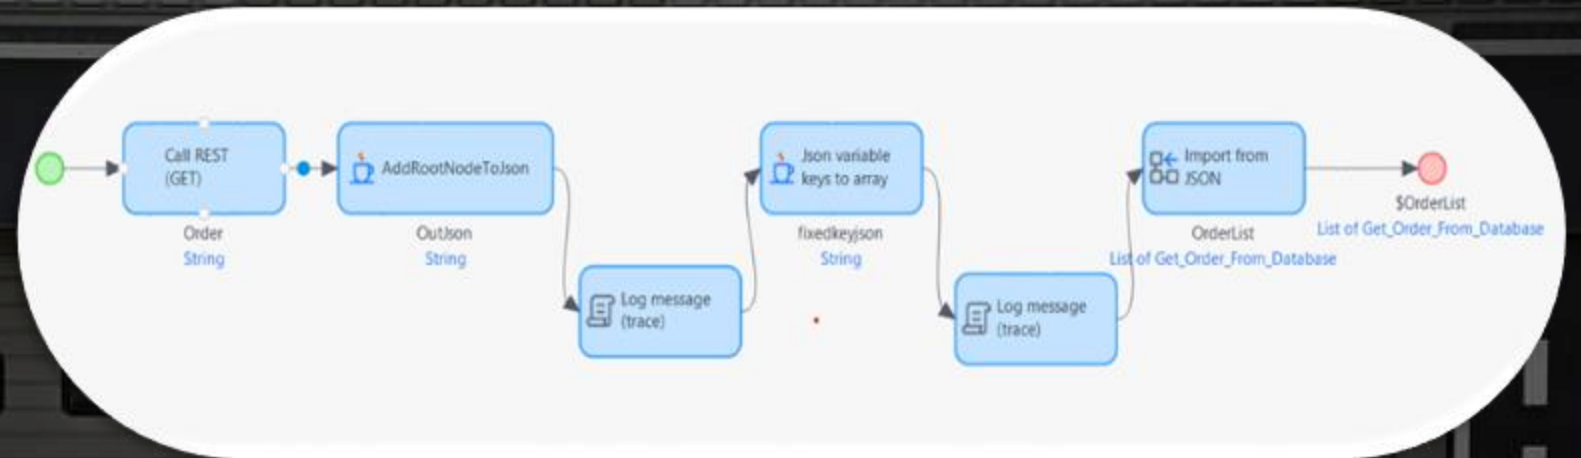 Call REST
(GET)
Order
String
AddRootNodeToJson
OutJson
String
Log message
(trace)
Json variable
keys to array
fixedkeyjson
String
Log message
(trace)
Import from
JSON
OrderList
List of Get_Order_From_Database
$OrderList
List of Get_Order_From_Database